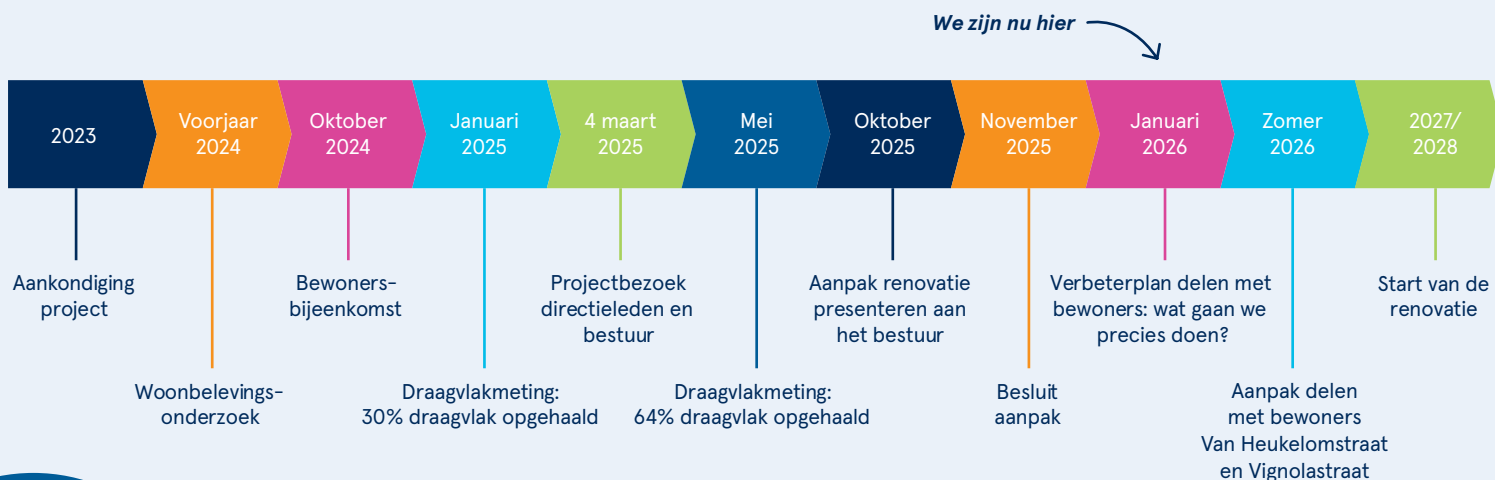 We zijn nu hier
2023
Voorjaar
2024
Oktober
2024
Januari
2025
4 maart
2025
Mei
2025
Oktober
2025
November
2025
Januari
2026
Zomer
2026
2027/
2028
Aankondiging
project
Bewoners-
bijeenkomst
Projectbezoek
directieleden en
bestuur
Aanpak renovatie
presenteren aan
het bestuur
Verbeterplan delen met
bewoners: wat gaan we
precies doen?
Start van de
renovatie
Woonbelevings-
onderzoek
Draagvlakmeting:
30% draagvlak opgehaald
Draagvlakmeting:
64% draagvlak opgehaald
Besluit
aanpak
Aanpak delen
met bewoners
Van Heukelomstraat
en Vignolastraat